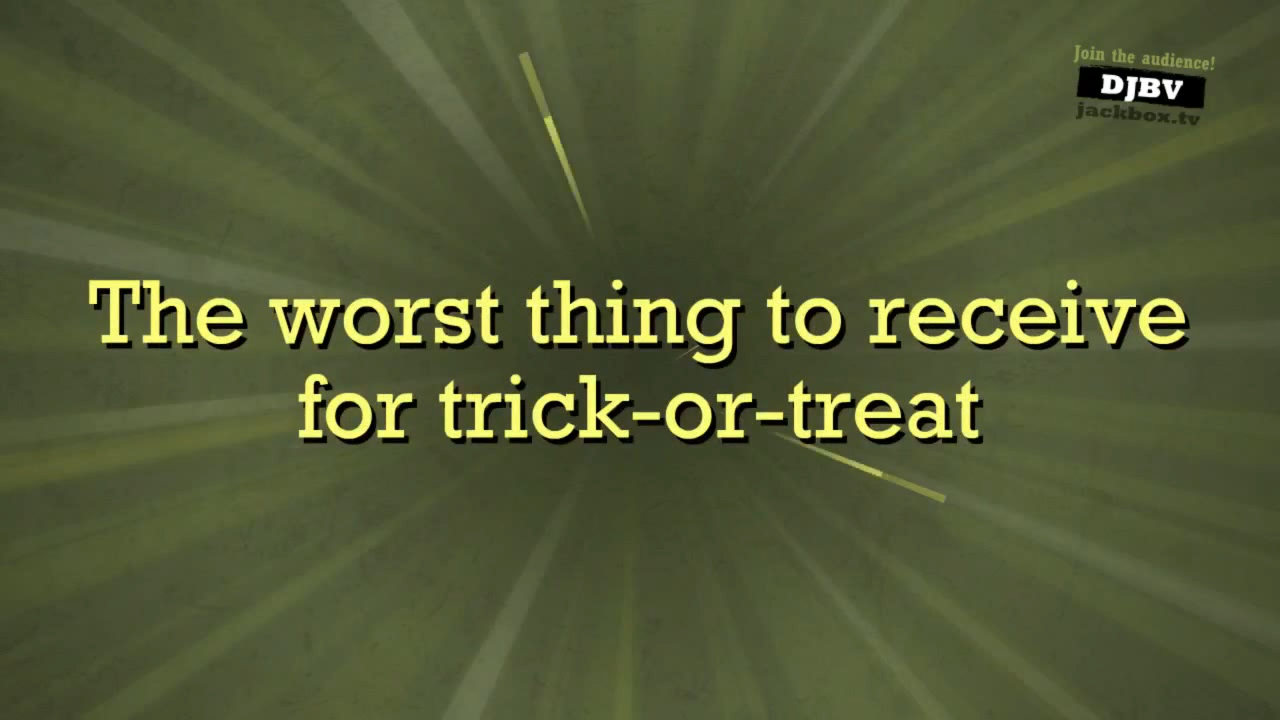 Join the audience!
DJBV
jackbox.tv
The worst thing to receive
for trick-or-treat